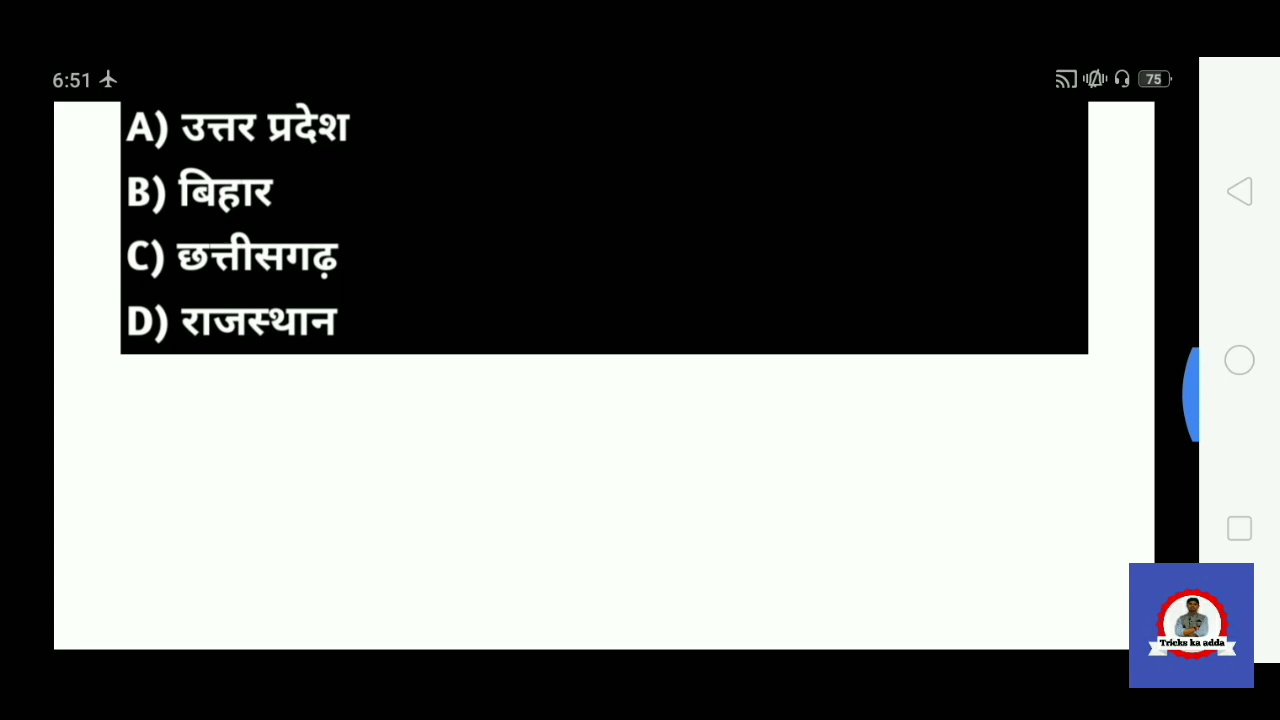 6:51
75
A) उत्तर प्रदेश
B) बिहार
C) छत्तीसगढ़
D) राजस्थान
Tricks ka adda